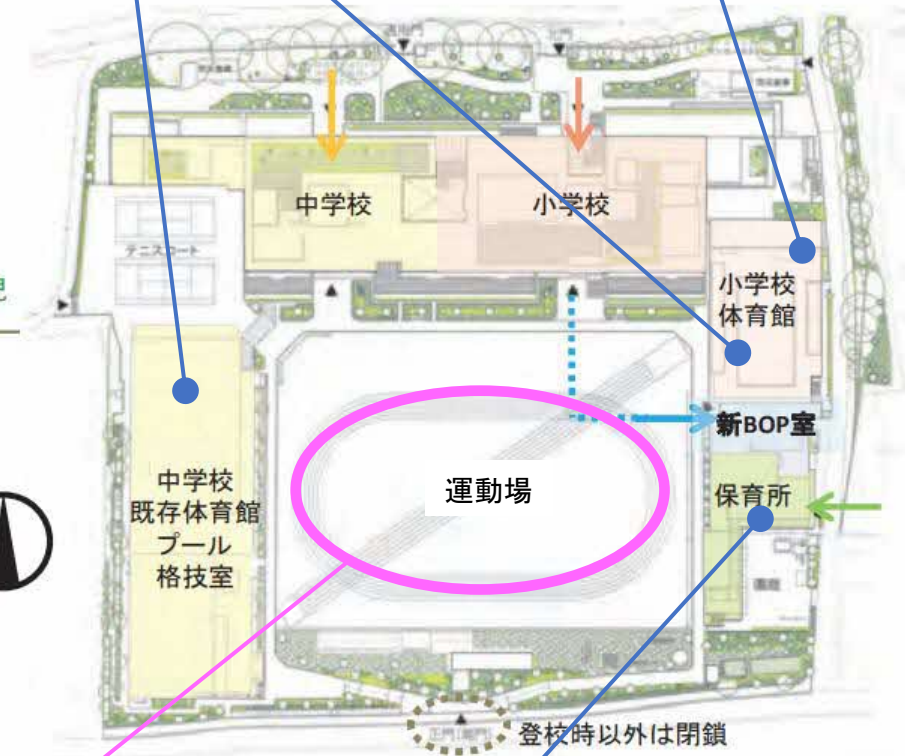 中学校
小学校
テニスコート
小学校
体育館
新BOP室
運動場
保育所
中学校
既存体育館
プール
格技室
園庭
登校時以外は閉鎖